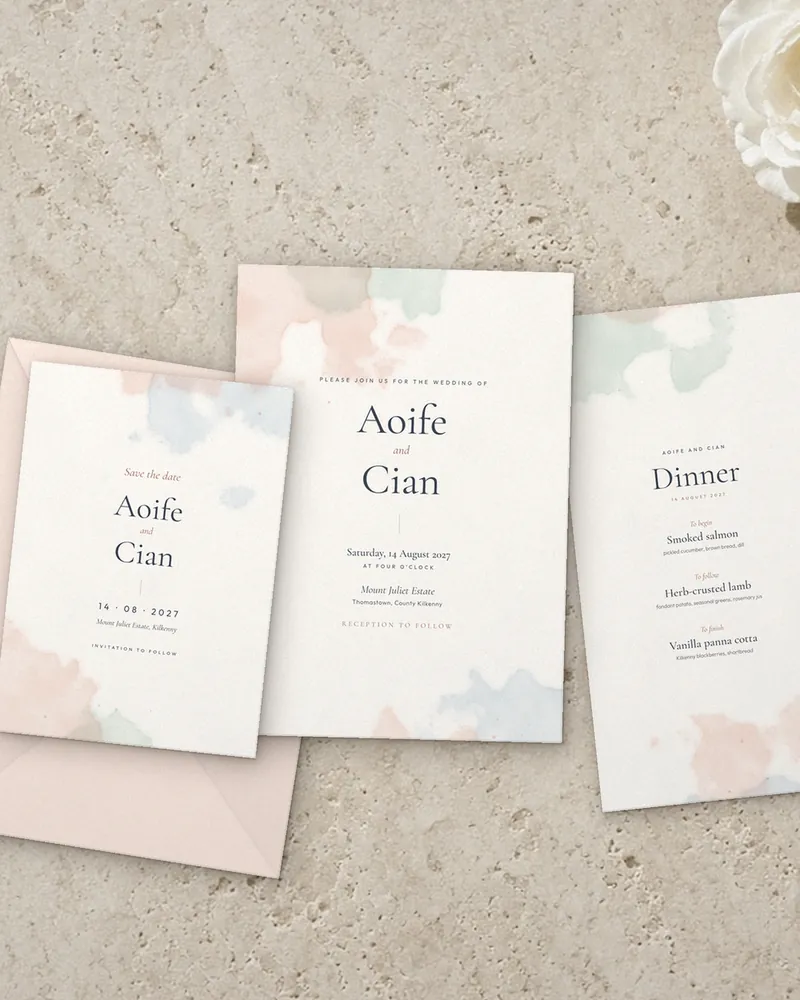 Save the date
Aoife
and
Cian
14 · 08 · 2027
Mount Juliet Estate, Kilkenny
INVITATION TO FOLLOW
PLEASE JOIN US FOR THE WEDDING OF
Aoife
and
Cian
Saturday, 14 August 2027
AT FOUR O'CLOCK
Mount Juliet Estate
Thomastown, County Kilkenny
RECEPTION TO FOLLOW
AOIFE AND CIAN
Dinner
14 AUGUST 2027
To begin
Smoked salmon
pickled cucumber, brown bread, dill
To follow
Herb-crusted lamb
fondant potato, seasonal greens, rosemary jus
To finish
Vanilla panna cotta
Kilkenny blackberries, shortbread